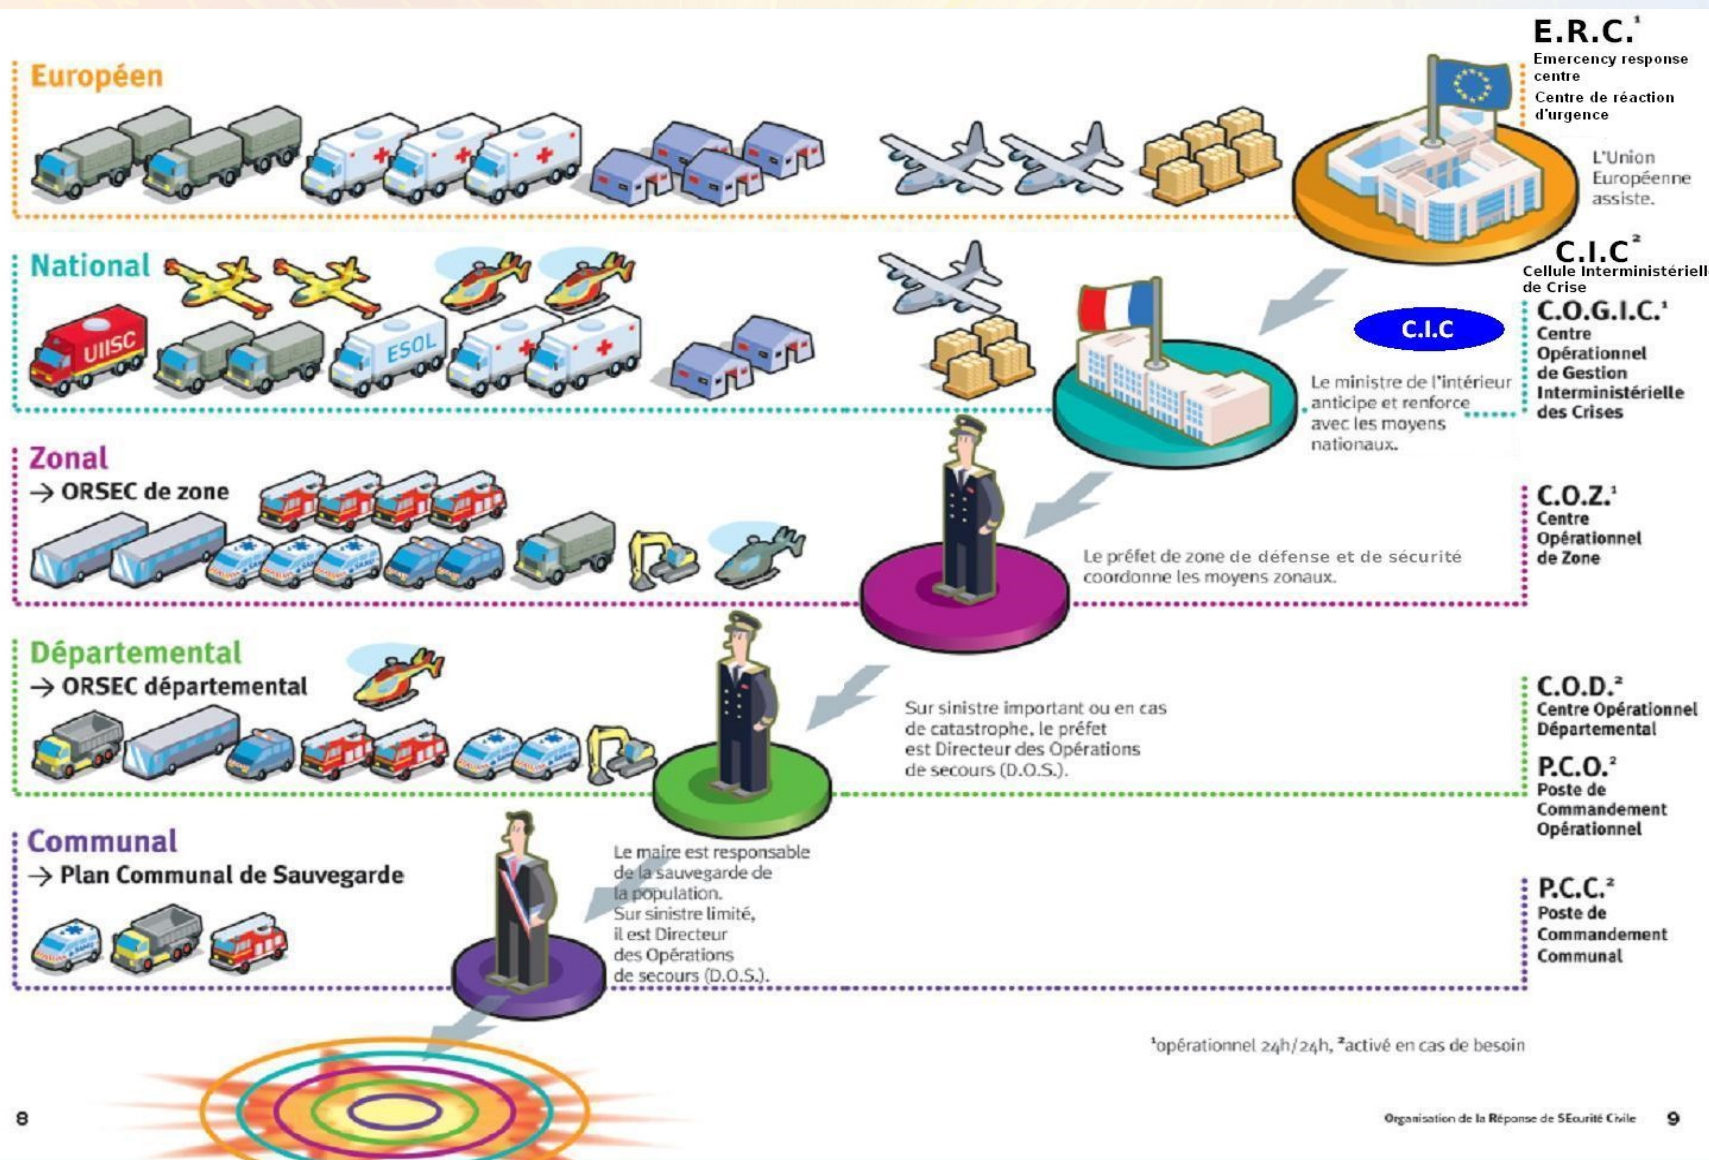 E.R.C.¹
Emercency response
centre
Centre de réaction
d'urgence
Européen
L'Union
Européenne
assiste.
C.I.C²
Cellule Interministériell
de Crise
National
UIISC
ESOL
C.I.C
Le ministre de l'intérieur
anticipe et renforce
avec les moyens
nationaux.
C.O.G.I.C.¹
Centre
Opérationnel
de Gestion
Interministérielle
des Crises
Zonal
→ ORSEC de zone
Le préfet de zone de défense et de sécurité
coordonne les moyens zonaux.
C.O.Z.¹
Centre
Opérationnel
de Zone
Départemental
→ ORSEC départemental
Sur sinistre important ou en cas
de catastrophe, le préfet
est Directeur des Opérations
de secours (D.O.S.).
C.O.D.²
Centre Opérationnel
Départemental
P.C.O.²
Poste de
Commandement
Opérationnel
Communal
→ Plan Communal de Sauvegarde
Le maire est responsable
de la sauvegarde de
la population.
Sur sinistre limité,
il est Directeur
des Opérations
de secours (D.O.S.).
P.C.C.²
Poste de
Commandement
Communal
¹opérationnel 24h/24h, ²activé en cas de besoin
8
Organisation de la Réponse de SEcurité Civile 9